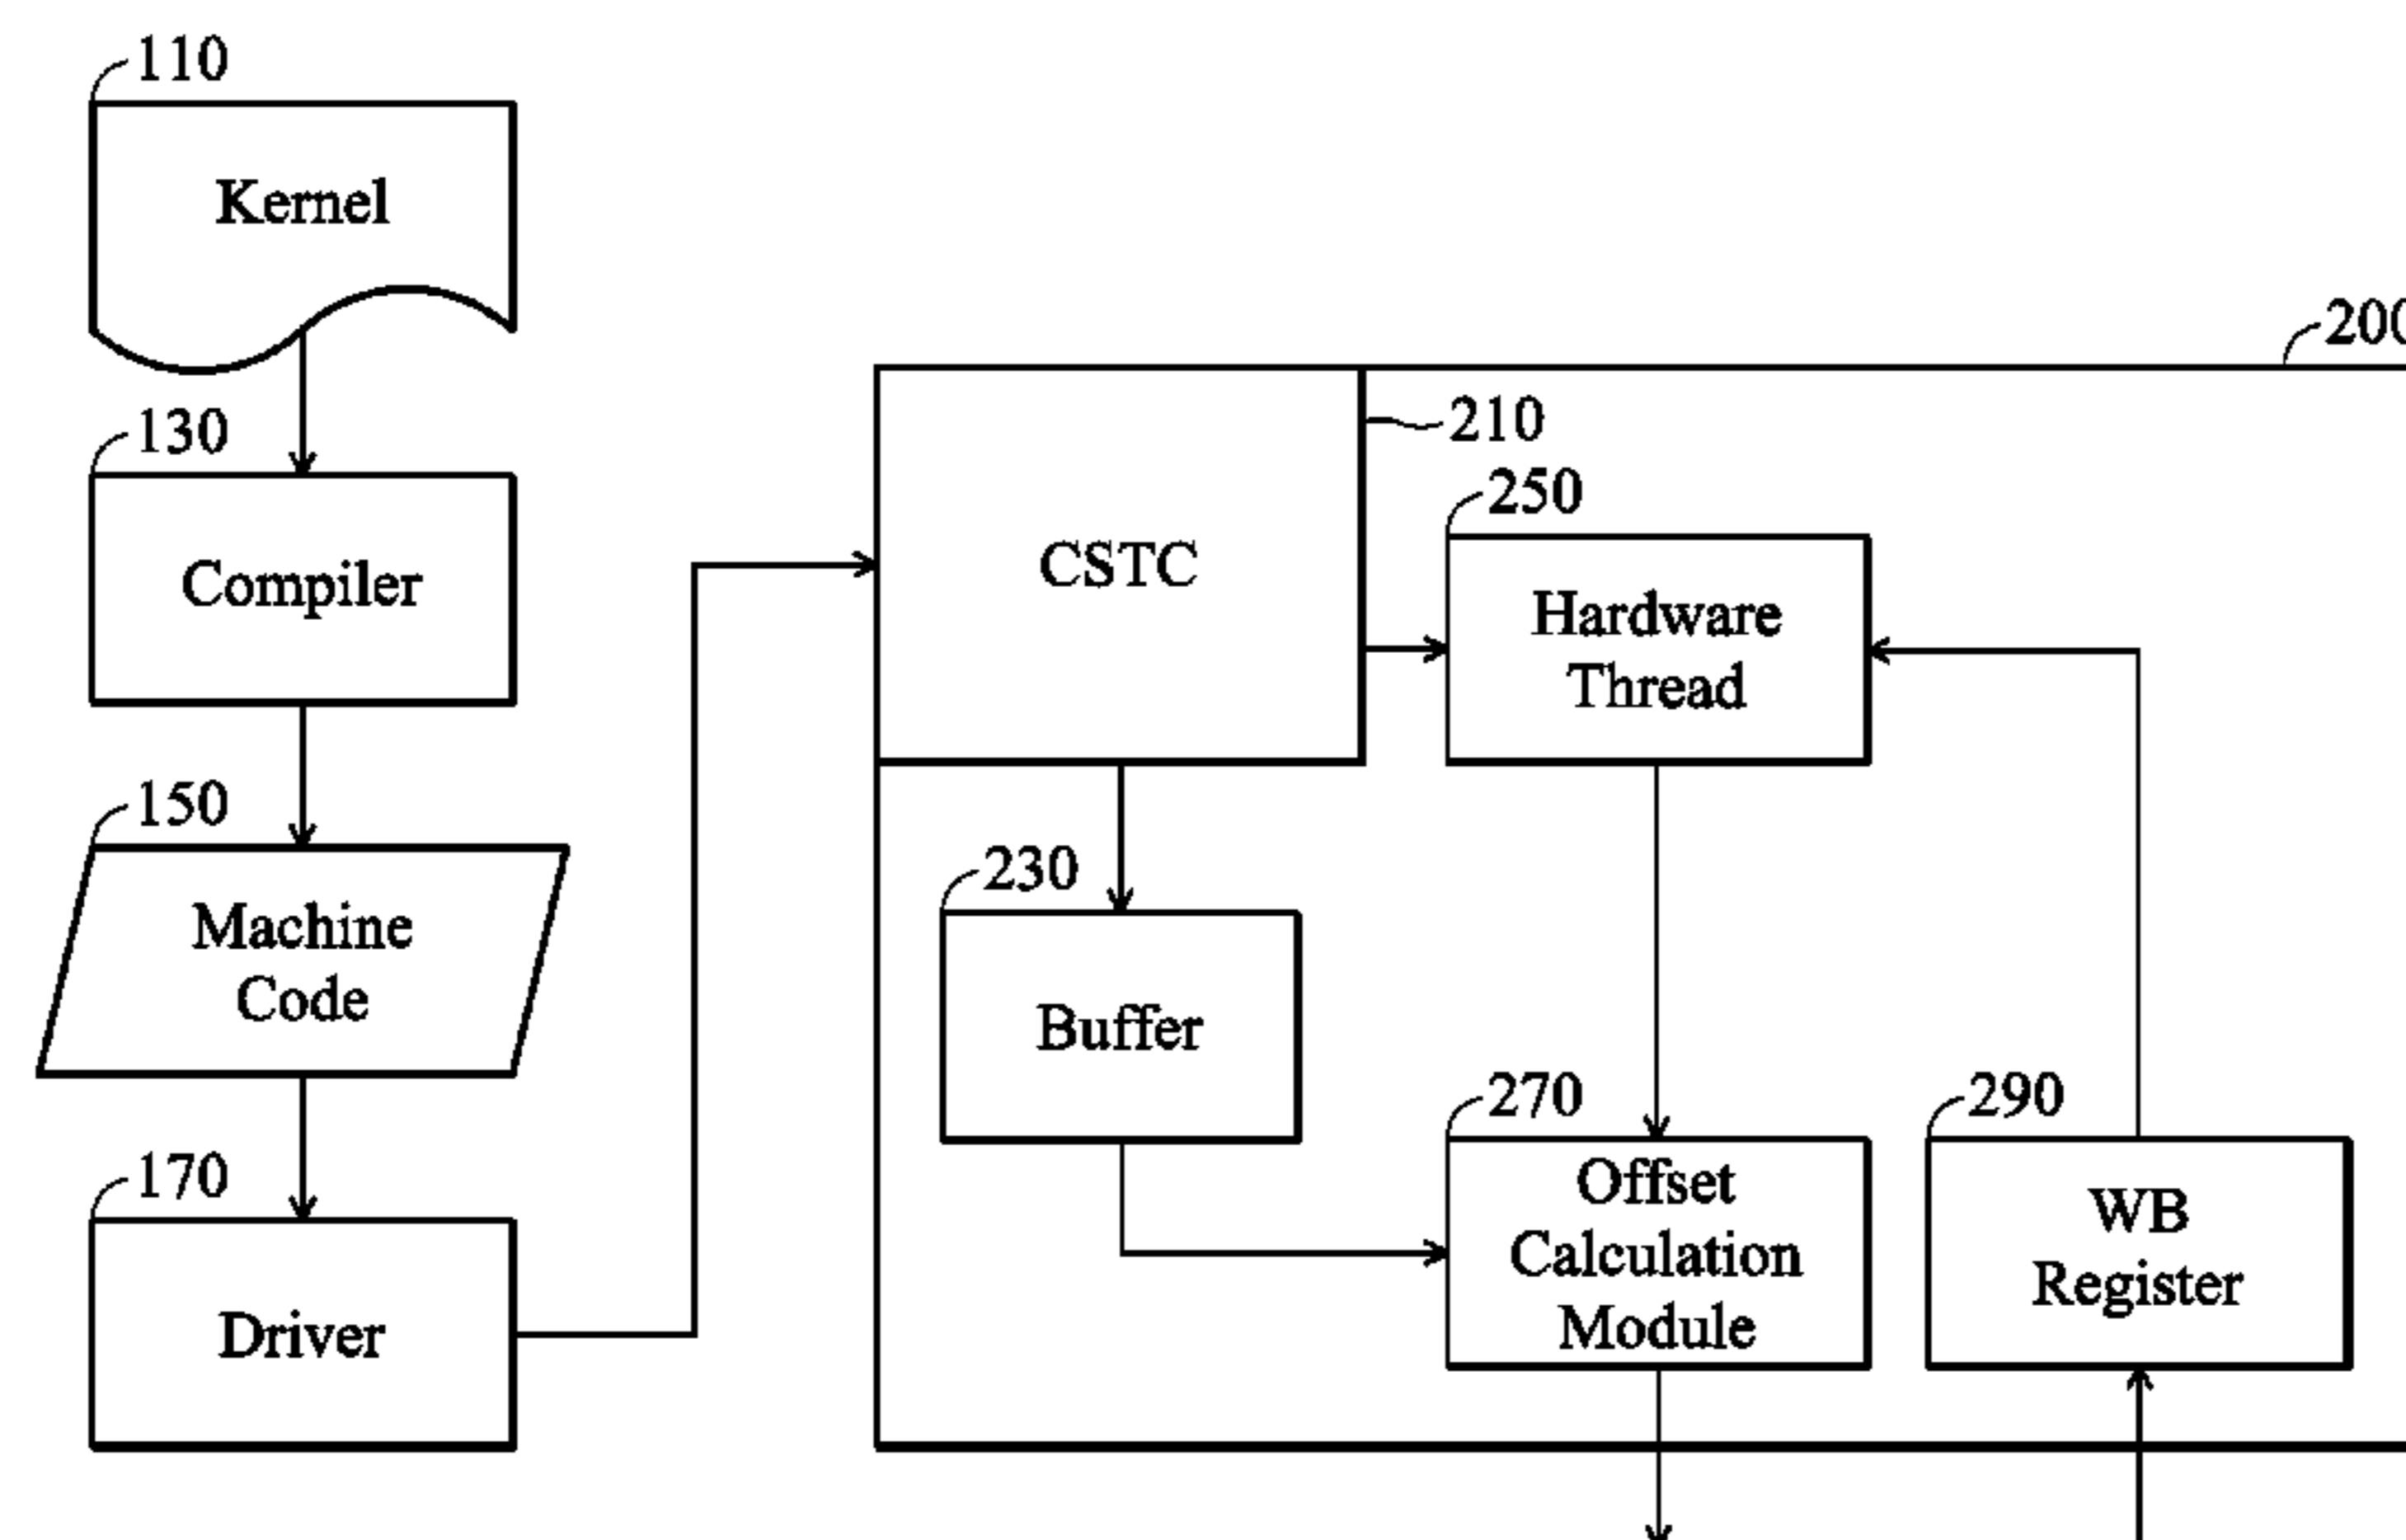 110
Kernel
130
Compiler
150
Machine
Code
170
Driver
200
210
CSTC
250
Hardware
Thread
230
Buffer
270
Offset
Calculation
Module
290
WB
Register